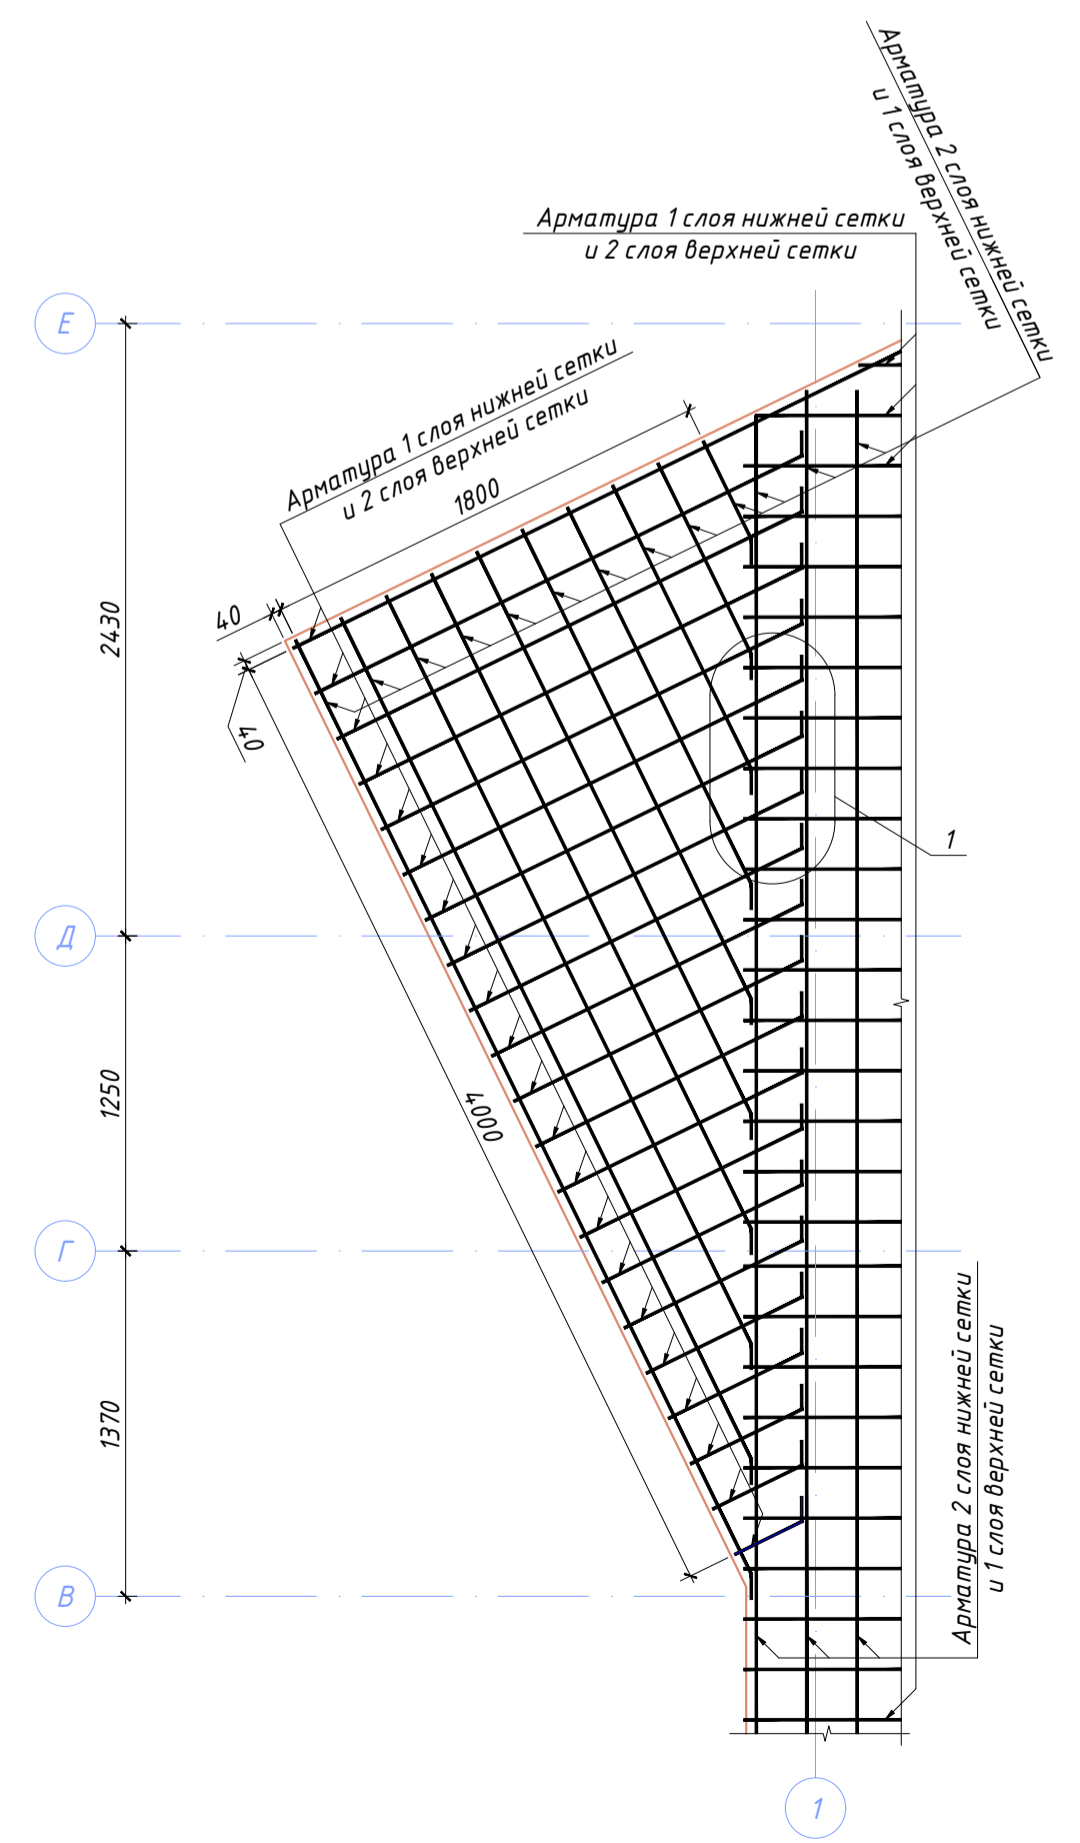 Арматура 2 слоя нижней сетки
и 1 слоя верхней сетки
Арматура 1 слоя нижней сетки
и 2 слоя верхней сетки
Е
Арматура 1 слоя нижней сетки
и 2 слоя верхней сетки
1800
40
2430
40
1
Д
1250
4000
Г
Арматура 2 слоя нижней сетки
и 1 слоя верхней сетки
1370
В
1